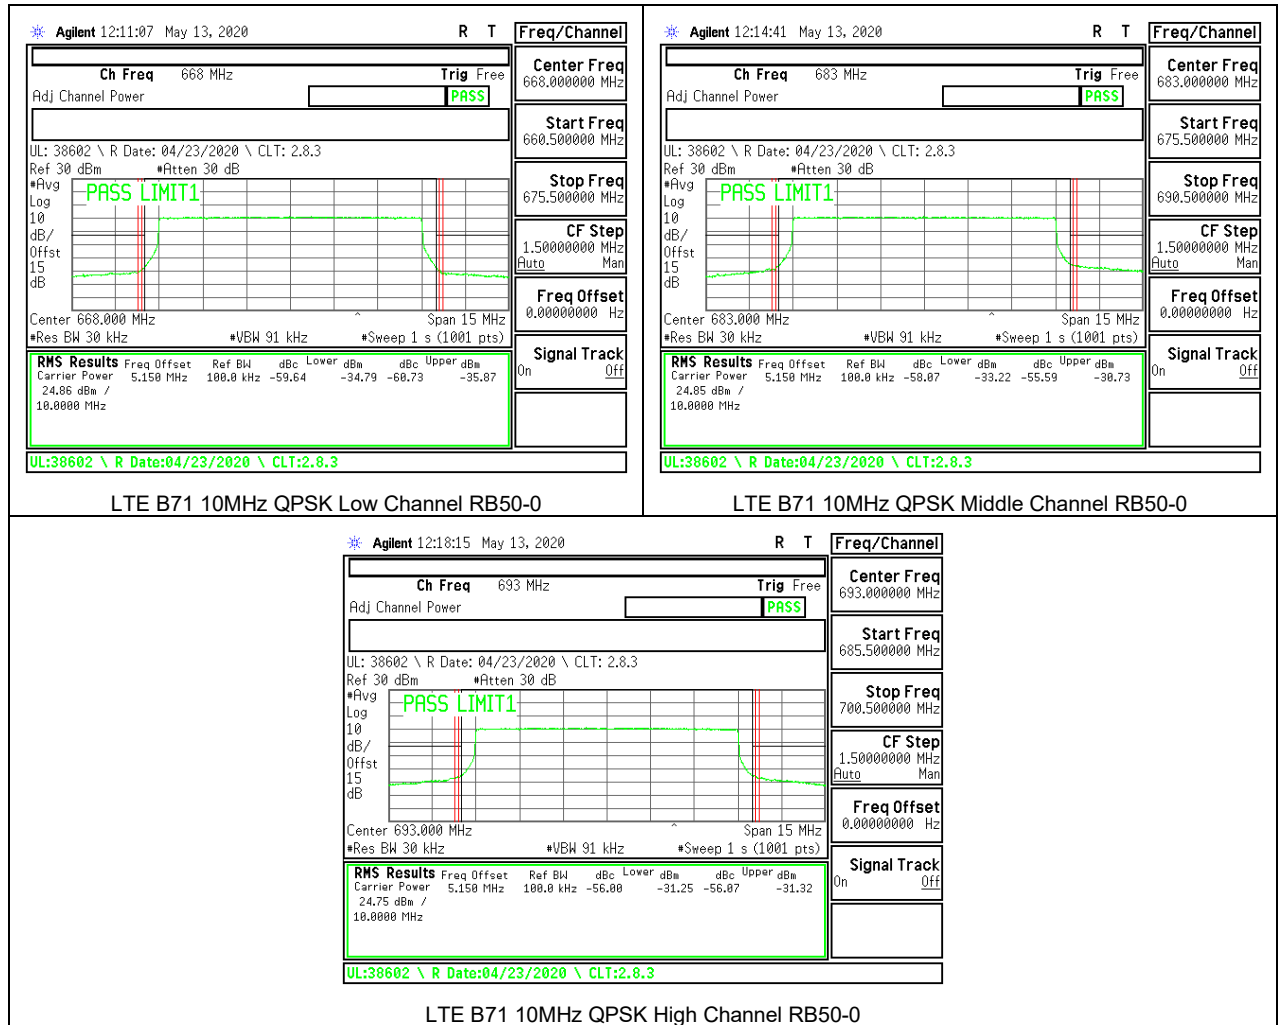 Agilent 12:11:07 May 13, 2020 R T Freq/Channel
Ch Freq 668 MHz Trig Free
Adj Channel Power PASS
UL: 38602 \ R Date: 04/23/2020 \ CLT: 2.8.3
Ref 30 dBm #Atten 30 dB
#Avg
Log
10
dB/
Offst
15
dB
PASS LIMIT1
Center 668.000 MHz Span 15 MHz
#Res BW 30 kHz #VBW 91 kHz #Sweep 1 s (1001 pts)
RMS Results Freq Offset Ref BW dBc Lower dBm dBc Upper dBm
Carrier Power 5.150 MHz 100.0 kHz -59.64 -34.79 -60.73 -35.87
24.86 dBm /
10.0000 MHz
UL:38602 \ R Date:04/23/2020 \ CLT:2.8.3
Center Freq
668.000000 MHz
Start Freq
660.500000 MHz
Stop Freq
675.500000 MHz
CF Step
1.50000000 MHz
Auto Man
Freq Offset
0.00000000 Hz
Signal Track
On Off
LTE B71 10MHz QPSK Low Channel RB50-0
Agilent 12:14:41 May 13, 2020 R T Freq/Channel
Ch Freq 683 MHz Trig Free
Adj Channel Power PASS
UL: 38602 \ R Date: 04/23/2020 \ CLT: 2.8.3
Ref 30 dBm #Atten 30 dB
#Avg
Log
10
dB/
Offst
15
dB
PASS LIMIT1
Center 683.000 MHz Span 15 MHz
#Res BW 30 kHz #VBW 91 kHz #Sweep 1 s (1001 pts)
RMS Results Freq Offset Ref BW dBc Lower dBm dBc Upper dBm
Carrier Power 5.150 MHz 100.0 kHz -58.07 -33.22 -55.59 -30.73
24.85 dBm /
10.0000 MHz
UL:38602 \ R Date:04/23/2020 \ CLT:2.8.3
Center Freq
683.000000 MHz
Start Freq
675.500000 MHz
Stop Freq
690.500000 MHz
CF Step
1.50000000 MHz
Auto Man
Freq Offset
0.00000000 Hz
Signal Track
On Off
LTE B71 10MHz QPSK Middle Channel RB50-0
Agilent 12:18:15 May 13, 2020 R T Freq/Channel
Ch Freq 693 MHz Trig Free
Adj Channel Power PASS
UL: 38602 \ R Date: 04/23/2020 \ CLT: 2.8.3
Ref 30 dBm #Atten 30 dB
#Avg
Log
10
dB/
Offst
15
dB
PASS LIMIT1
Center 693.000 MHz Span 15 MHz
#Res BW 30 kHz #VBW 91 kHz #Sweep 1 s (1001 pts)
RMS Results Freq Offset Ref BW dBc Lower dBm dBc Upper dBm
Carrier Power 5.150 MHz 100.0 kHz -56.00 -31.25 -56.07 -31.32
24.75 dBm /
10.0000 MHz
UL:38602 \ R Date:04/23/2020 \ CLT:2.8.3
Center Freq
693.000000 MHz
Start Freq
685.500000 MHz
Stop Freq
700.500000 MHz
CF Step
1.50000000 MHz
Auto Man
Freq Offset
0.00000000 Hz
Signal Track
On Off
LTE B71 10MHz QPSK High Channel RB50-0